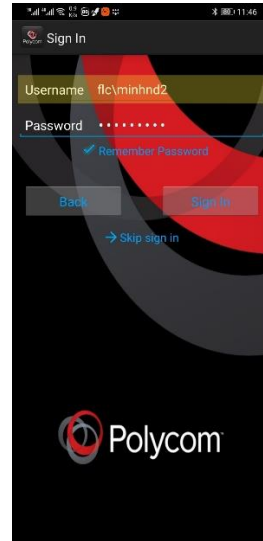 11:46
Sign In
Username flc\minhnd2
Password •••••••••
Remember Password
Back Sign In
Skip sign in
Polycom